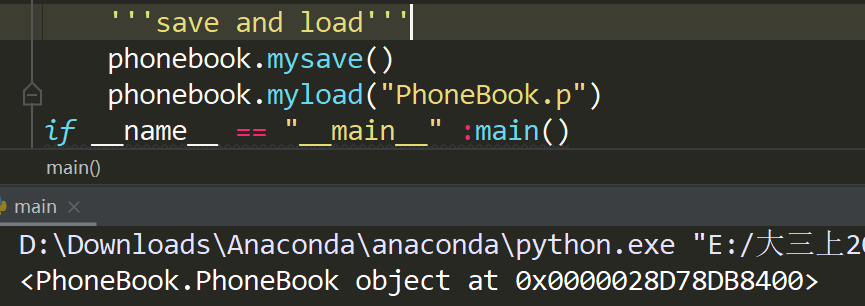 '''save and load'''
phonebook.mysave()
phonebook.myload("PhoneBook.p")
if __name__ == "__main__" :main()
main()
main
D:\Downloads\Anaconda\anaconda\python.exe "E:/大三上20
<PhoneBook.PhoneBook object at 0x0000028D78DB8400>